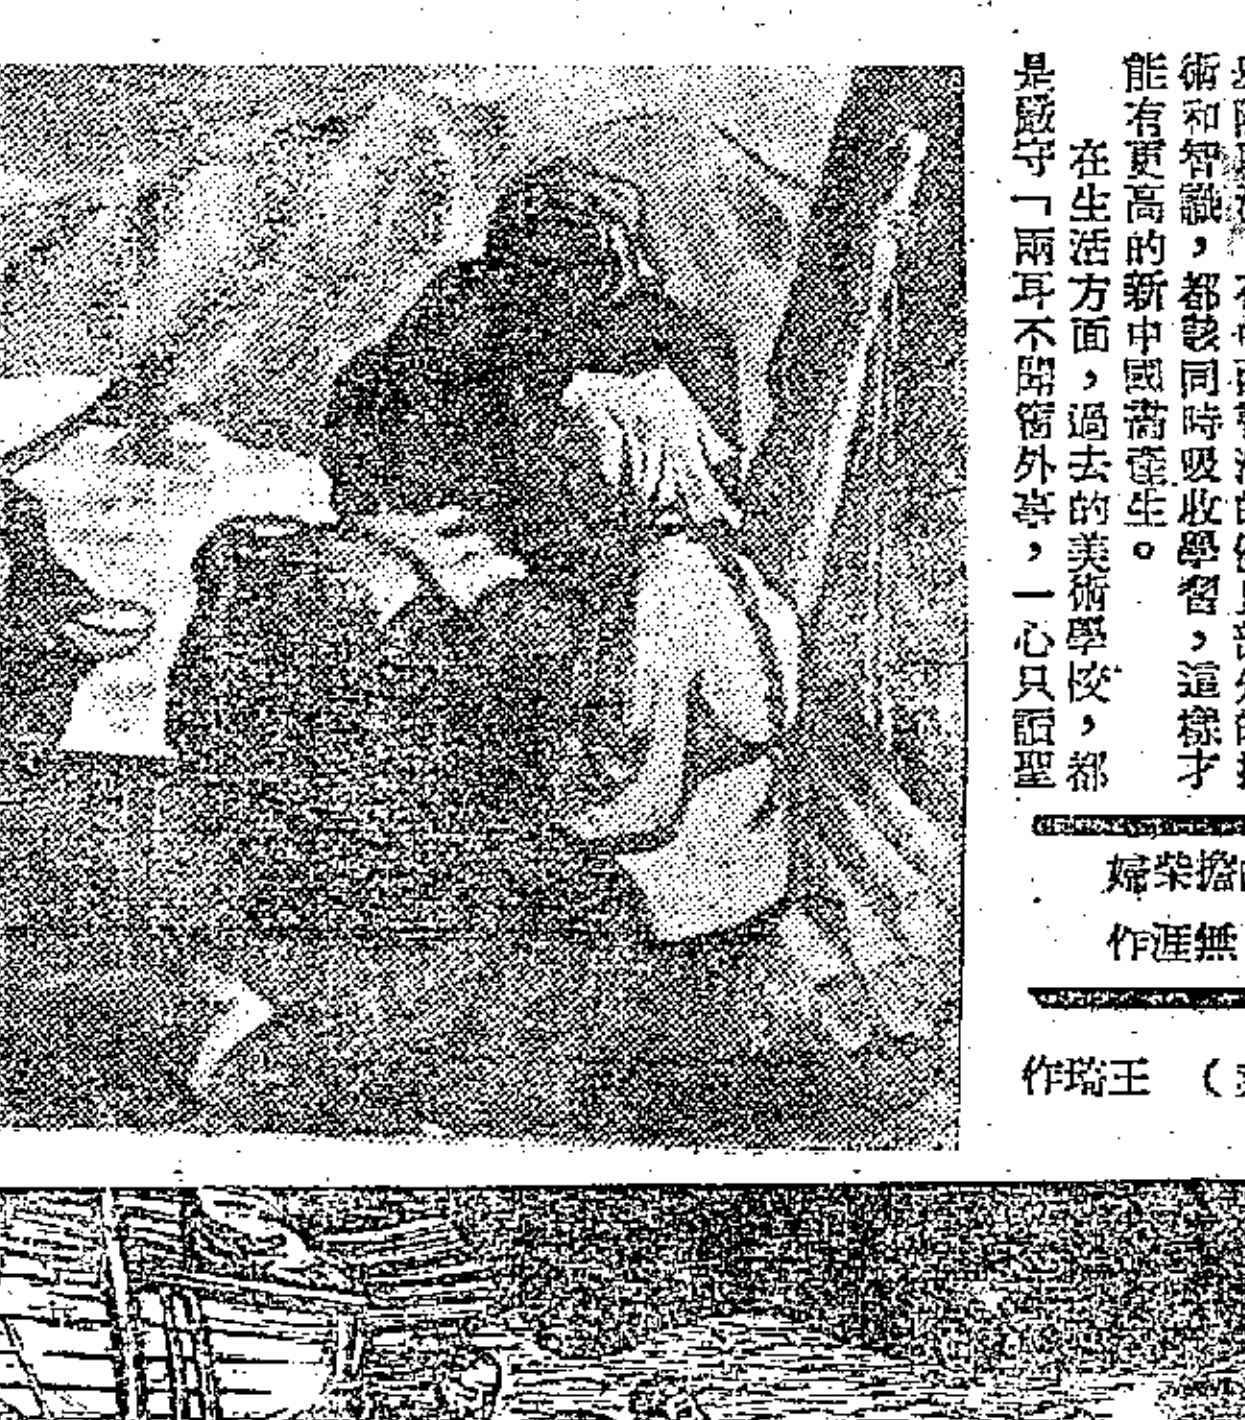 術和智識，都該同時吸收學習，這樣才
能有更高的新中國畫產生。
在生活方面，過去的美術學校，都
是嚴守「兩耳不聞窗外事，一心只讀聖
婦柴擔
作涯無
作琦王